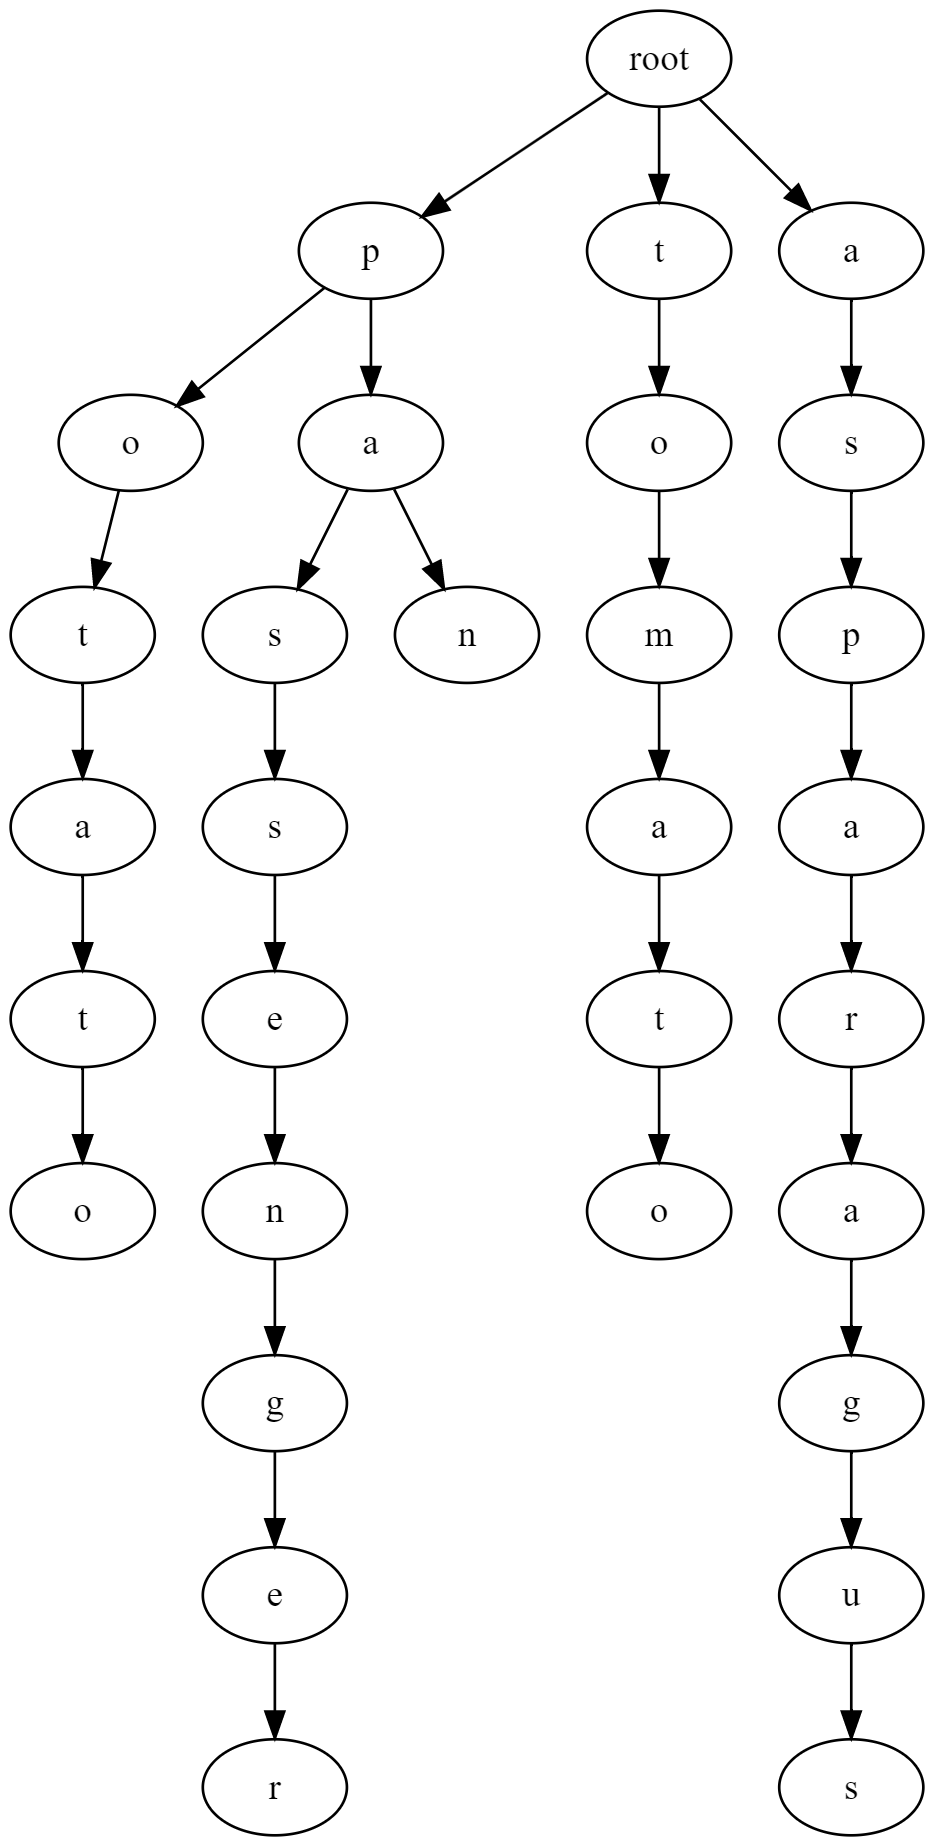 root
p t a
o a o s
t s n m p
a s a a
t e t r
o n o a
g g
e u
r s